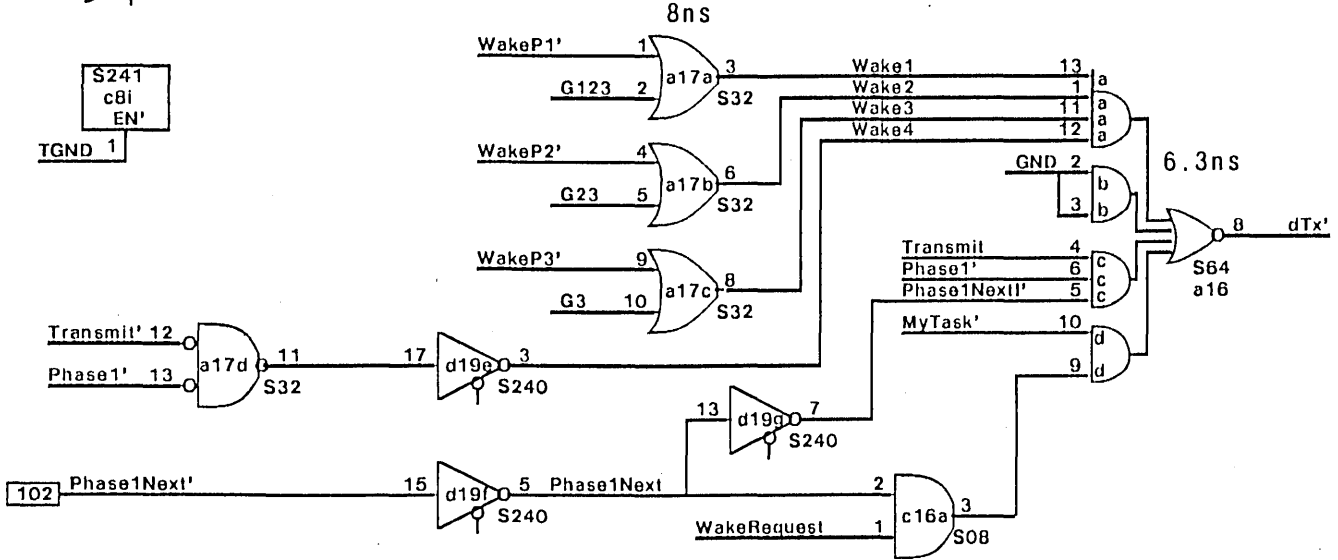 8ns
WakeP1' 1 a17a 3 Wake1 13 a
G123 2 S32 Wake2 1 a
S241 Wake3 11 a
c8i Wake4 12 a
EN'
TGND 1
WakeP2' 4 a17b 6 GND 2 b 6.3ns
G23 5 S32 3 b
8 dTx'
WakeP3' 9 a17c 8 Transmit 4 c S64
G3 10 S32 Phase1' 6 c a16
Phase1NextI' 5 c
Transmit' 12 a17d 11 17 d19e 3 MyTask' 10 d
Phase1' 13 S32 S240 9 d
13 d19g 7
S240
102 Phase1Next' 15 d19f 5 Phase1Next 2 c16a 3
S240 WakeRequest 1 S08